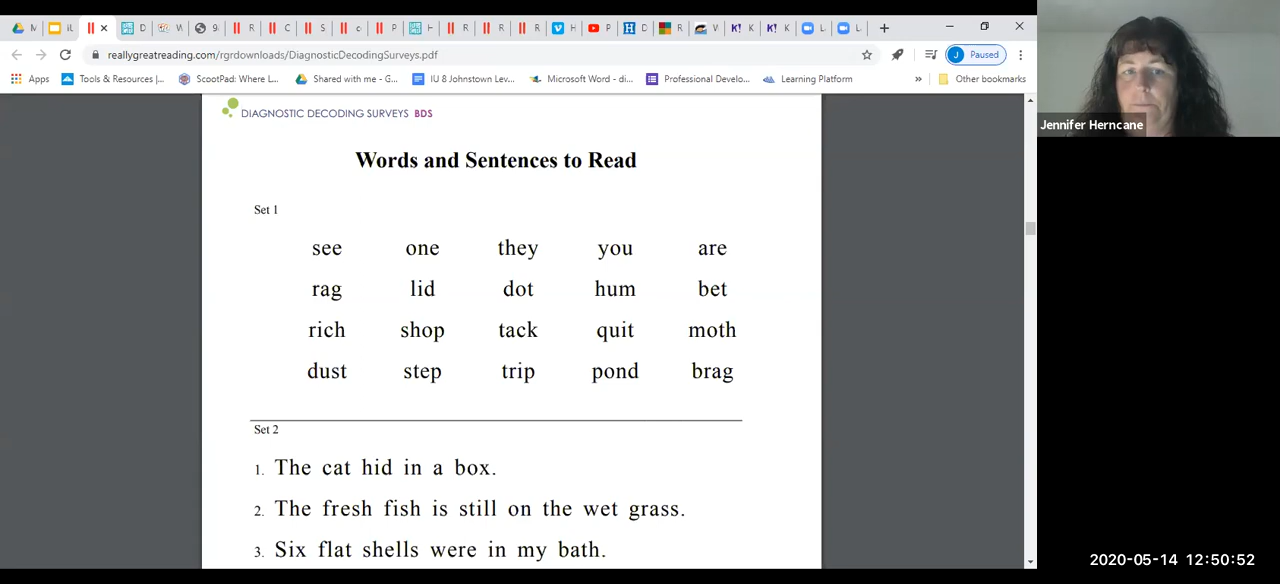 reallygreatreading.com/rgrdownloads/DiagnosticDecodingSurveys.pdf
Paused
Apps Tools & Resources |... ScootPad: Where L... Shared with me - G... IU 8 Johnstown Lev... Microsoft Word - di... Professional Develo... Learning Platform » Other bookmarks
DIAGNOSTIC DECODING SURVEYS BDS
Words and Sentences to Read
Set 1
see one they you are
rag lid dot hum bet
rich shop tack quit moth
dust step trip pond brag
Set 2
1. The cat hid in a box.
2. The fresh fish is still on the wet grass.
3. Six flat shells were in my bath.
Jennifer Herncane
2020-05-14 12:50:52